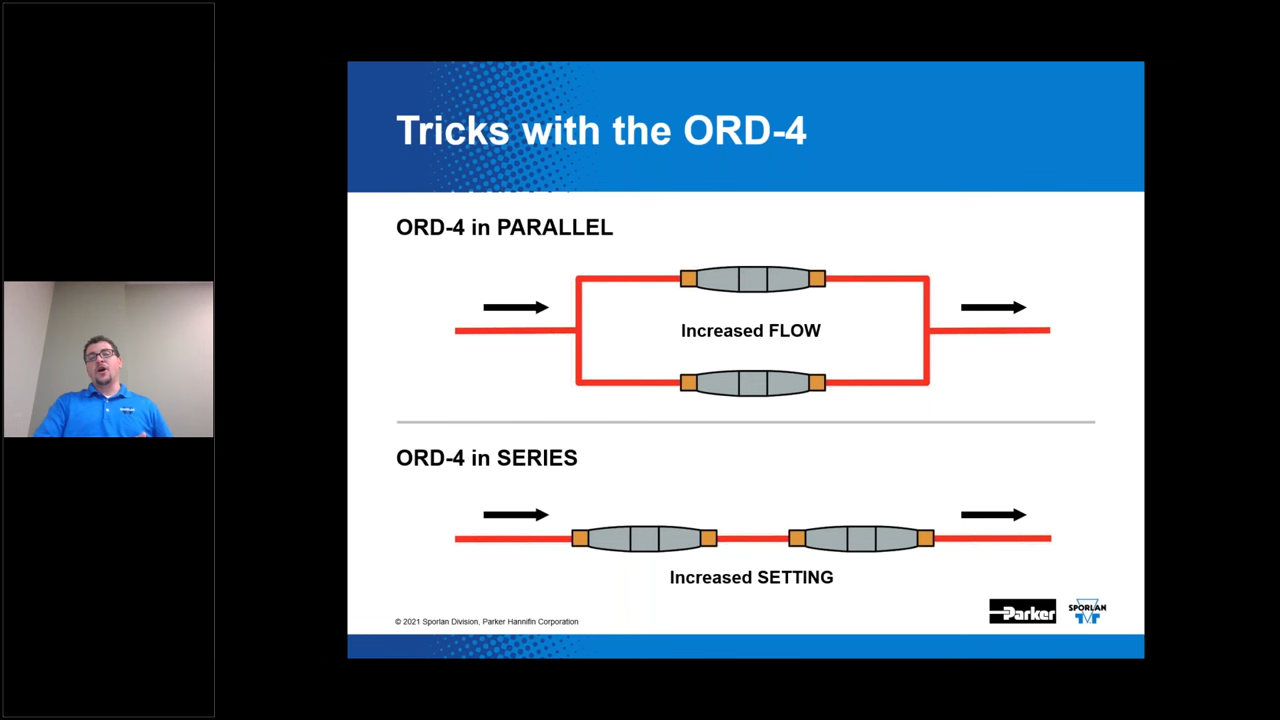 Tricks with the ORD-4
ORD-4 in PARALLEL
Increased FLOW
ORD-4 in SERIES
Increased SETTING
© 2021 Sporlan Division, Parker Hannifin Corporation
Parker
SPORLAN